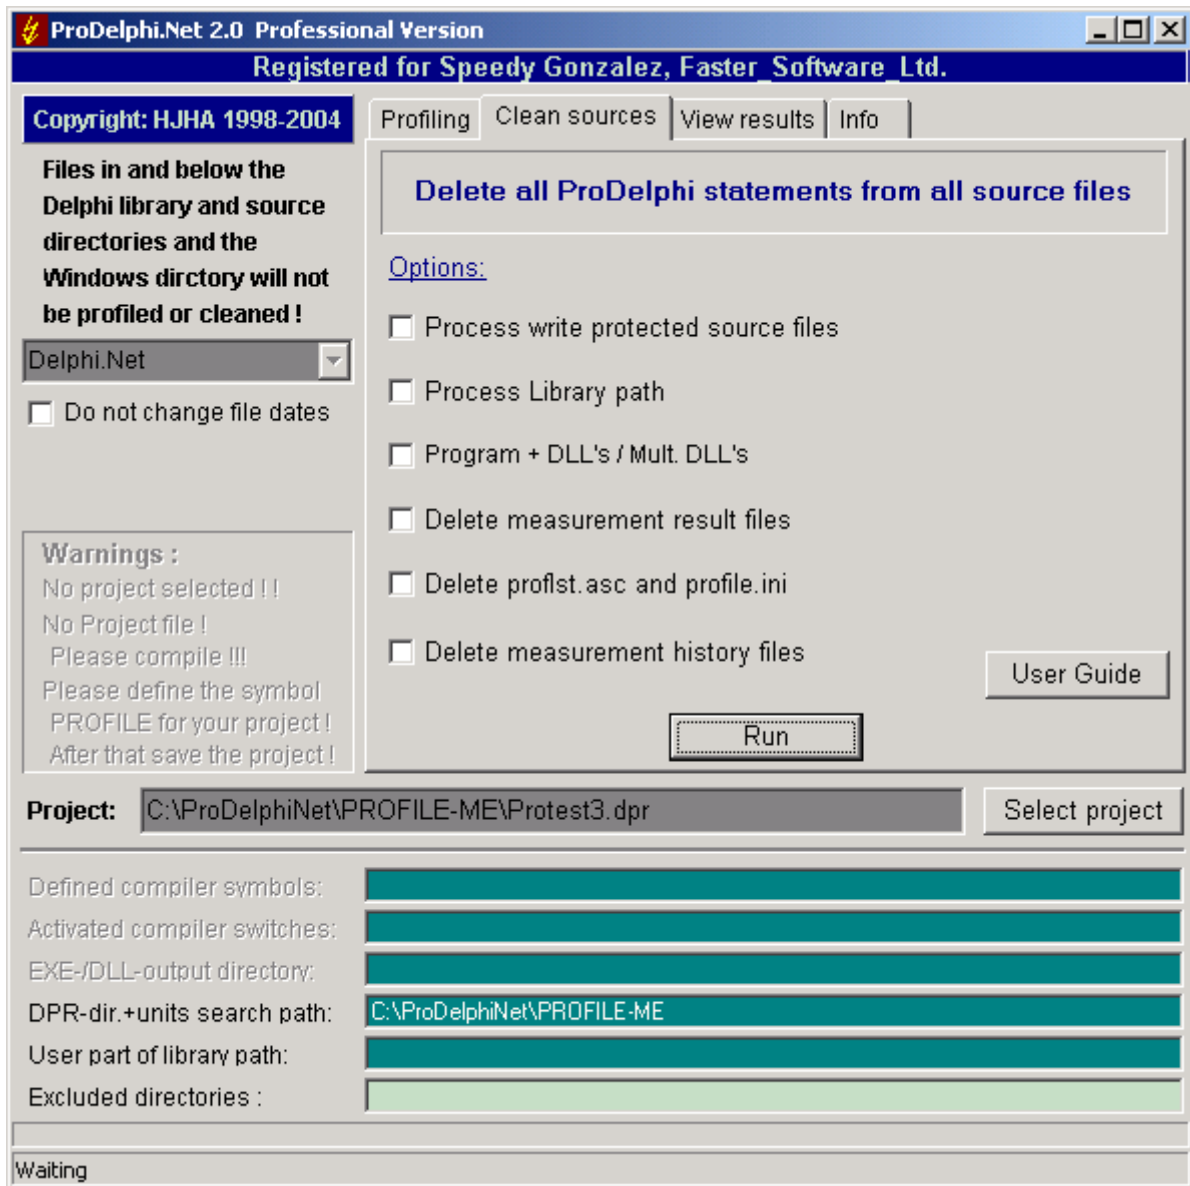 ProDelphi.Net 2.0 Professional Version
Registered for Speedy Gonzalez, Faster_Software_Ltd.
Copyright: HJHA 1998-2004
Files in and below the
Delphi library and source
directories and the
Windows dirctory will not
be profiled or cleaned !
Delphi.Net
Do not change file dates
Warnings :
No project selected ! !
No Project file !
Please compile !!!
Please define the symbol
PROFILE for your project !
After that save the project !
Profiling
Clean sources
View results
Info
Delete all ProDelphi statements from all source files
Options:
Process write protected source files
Process Library path
Program + DLL's / Mult. DLL's
Delete measurement result files
Delete proflst.asc and profile.ini
Delete measurement history files
User Guide
Run
Project: C:\ProDelphiNet\PROFILE-ME\Protest3.dpr Select project
Defined compiler symbols:
Activated compiler switches:
EXE-/DLL-output directory:
DPR-dir.+units search path: C:\ProDelphiNet\PROFILE-ME
User part of library path:
Excluded directories :
Waiting